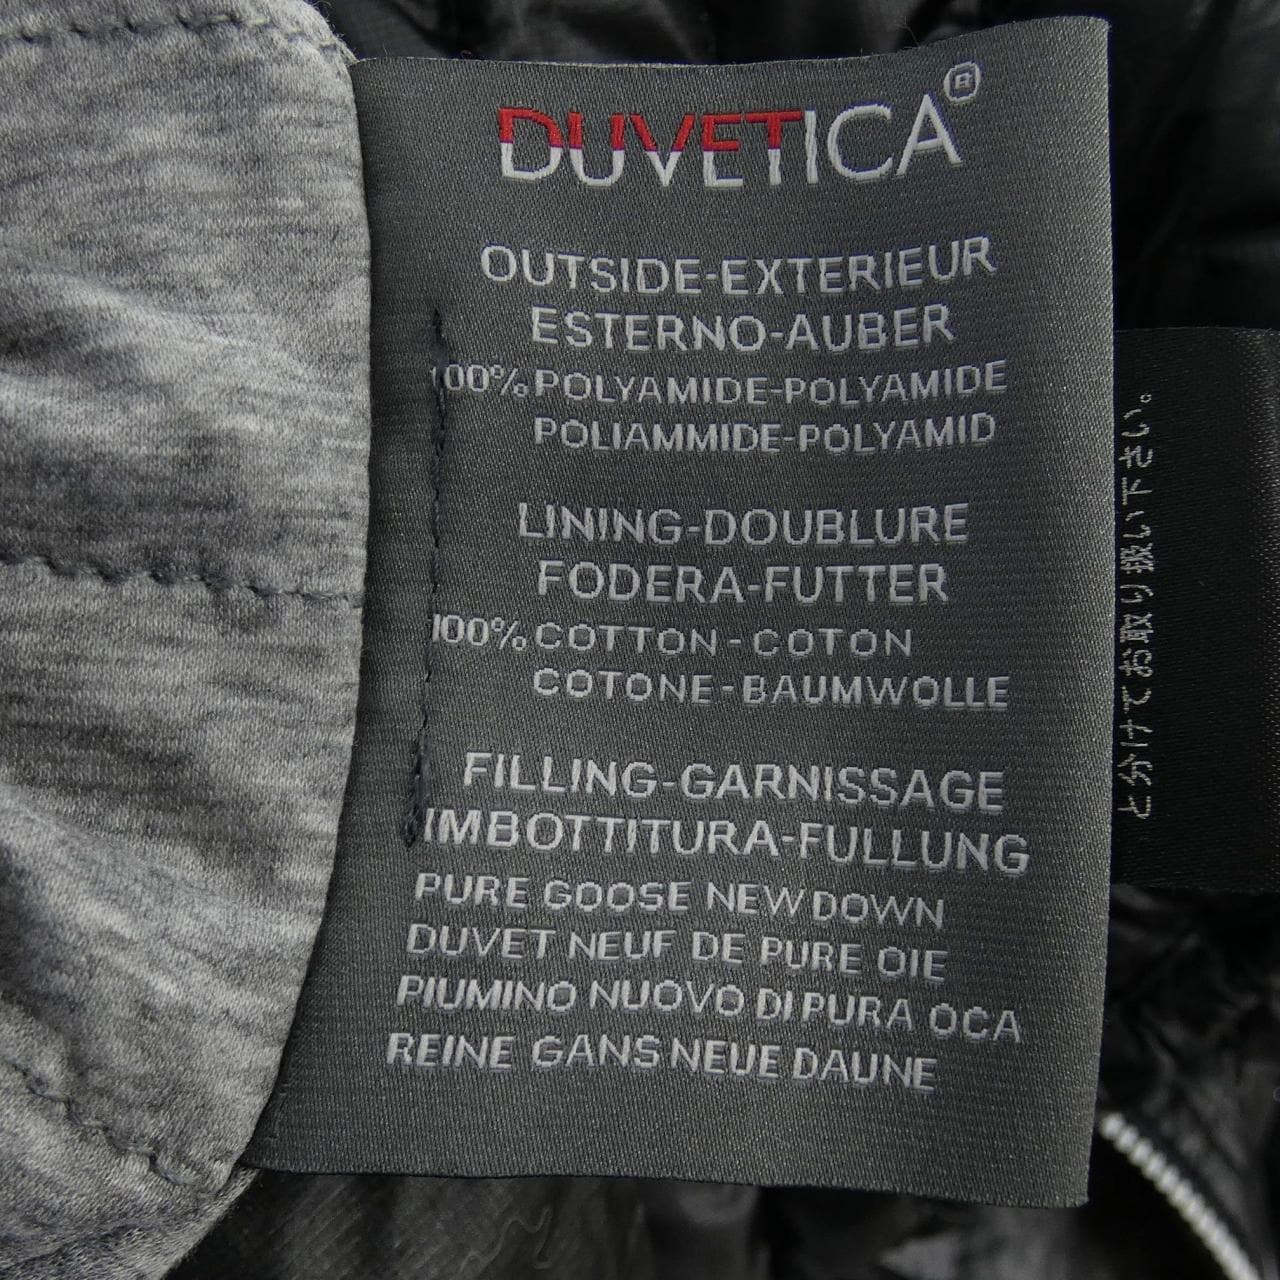 DUVETICA®
OUTSIDE-EXTERIEUR
ESTERNO-AUBER
100% POLYAMIDE-POLYAMIDE
POLIAMMIDE-POLYAMID
LINING-DOUBLURE
FODERA-FUTTER
100% COTTON-COTON
COTONE-BAUMWOLLE
FILLING-GARNISSAGE
IMBOTTITURA-FULLUNG
PURE GOOSE NEW DOWN
DUVET NEUF DE PURE OIE
PIUMINO NUOVO DI PURA OCA
REINE GANS NEUE DAUNE
と分けてお取り扱い下さい。